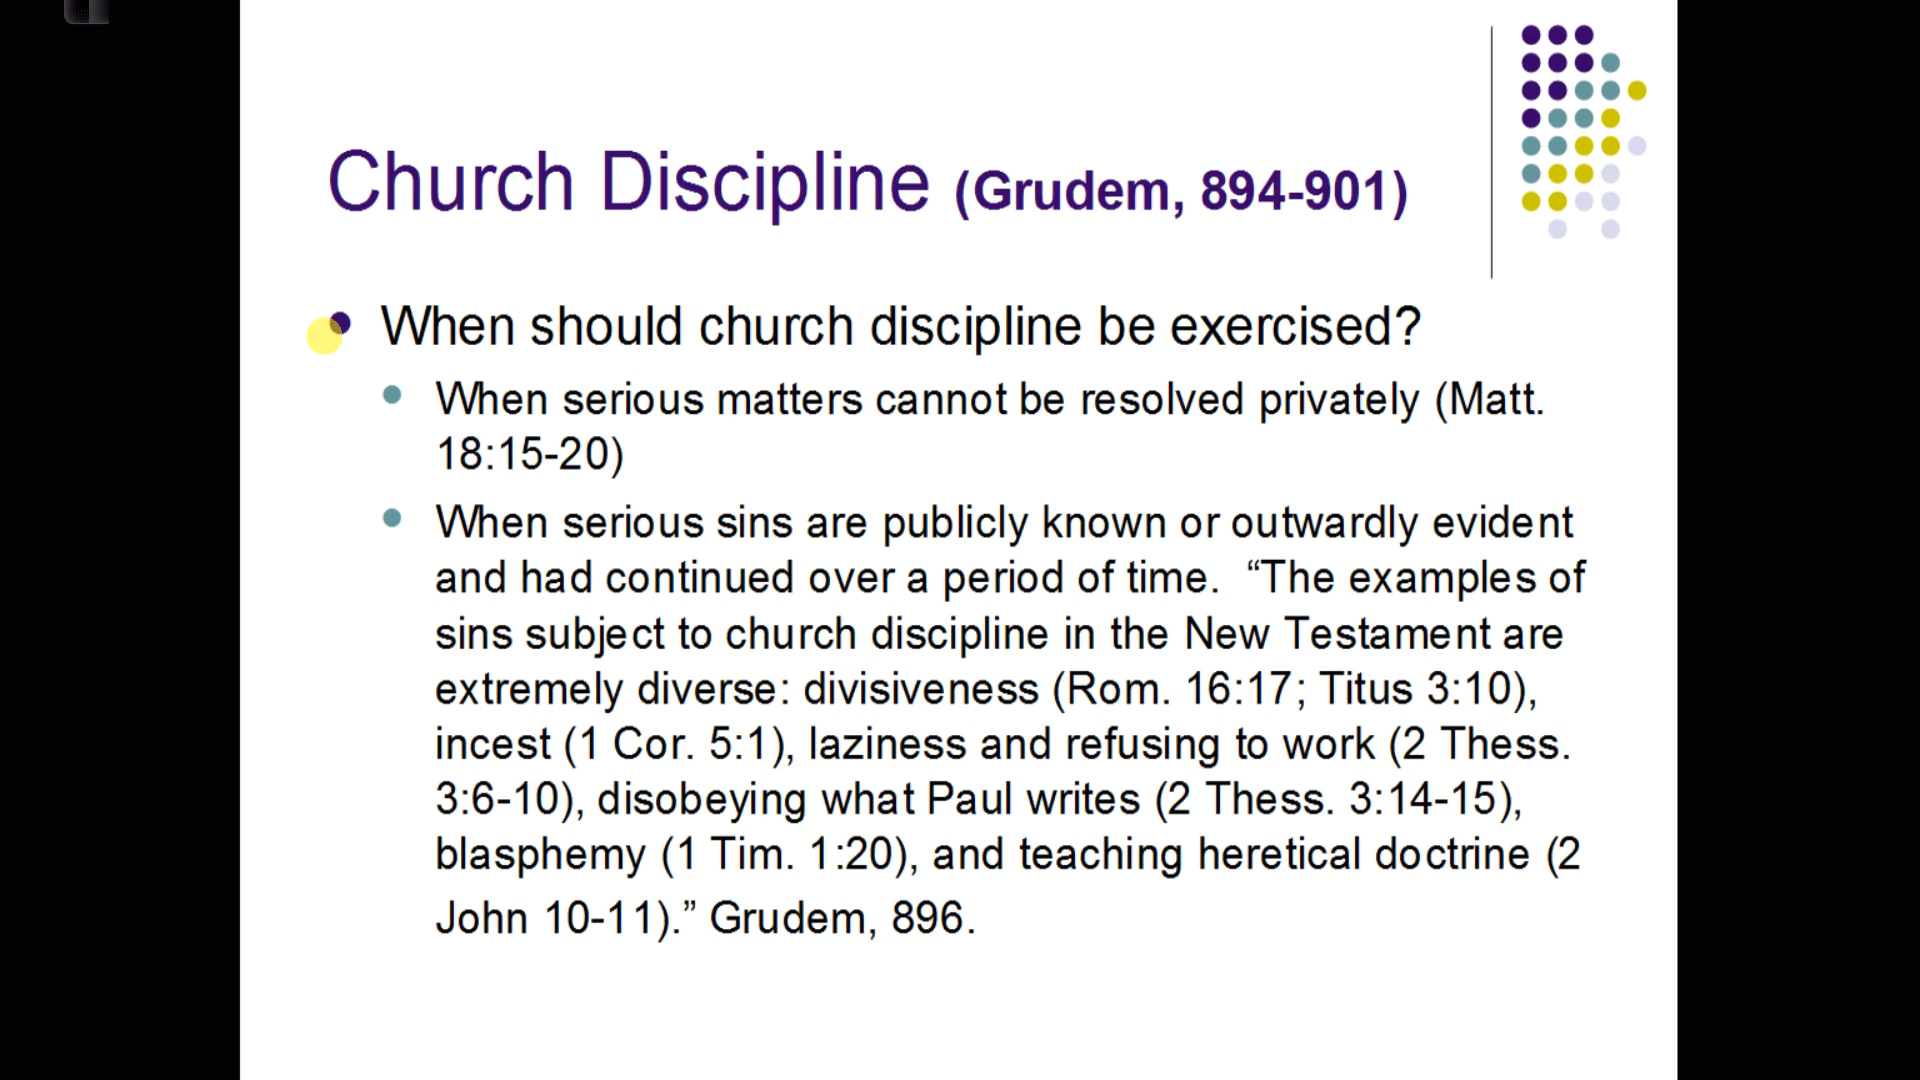 Church Discipline (Grudem, 894-901)
When should church discipline be exercised?
When serious matters cannot be resolved privately (Matt.
18:15-20)
When serious sins are publicly known or outwardly evident
and had continued over a period of time.  “The examples of
sins subject to church discipline in the New Testament are
extremely diverse: divisiveness (Rom. 16:17; Titus 3:10),
incest (1 Cor. 5:1), laziness and refusing to work (2 Thess.
3:6-10), disobeying what Paul writes (2 Thess. 3:14-15),
blasphemy (1 Tim. 1:20), and teaching heretical doctrine (2
John 10-11).” Grudem, 896.